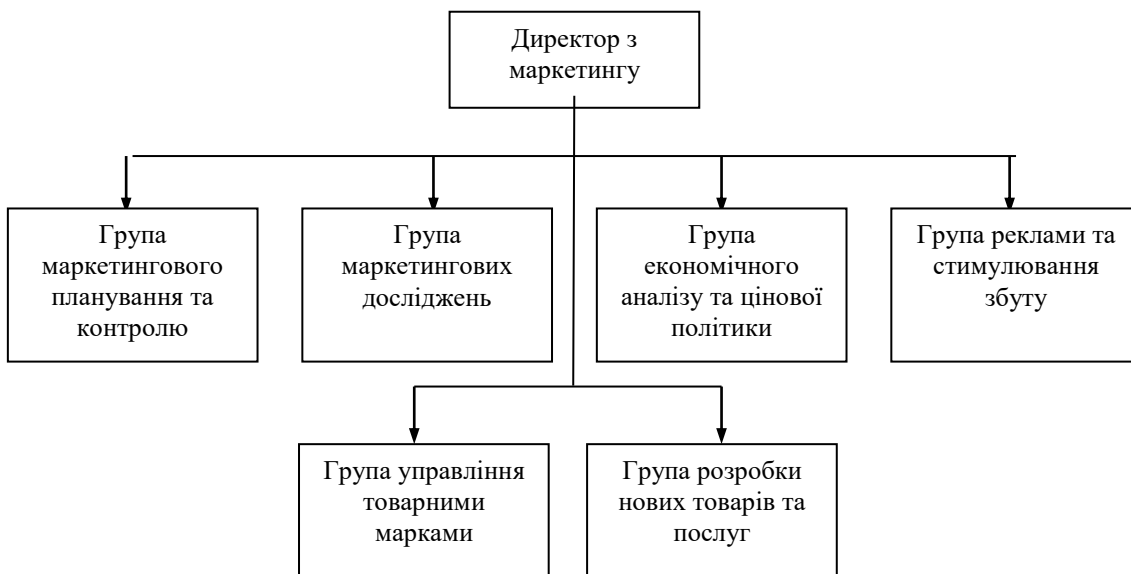 Директор з
маркетингу
Група
маркетингового
планування та
контролю
Група
маркетингових
досліджень
Група
економічного
аналізу та цінової
політики
Група реклами та
стимулювання
збуту
Група управління
товарними
марками
Група розробки
нових товарів та
послуг